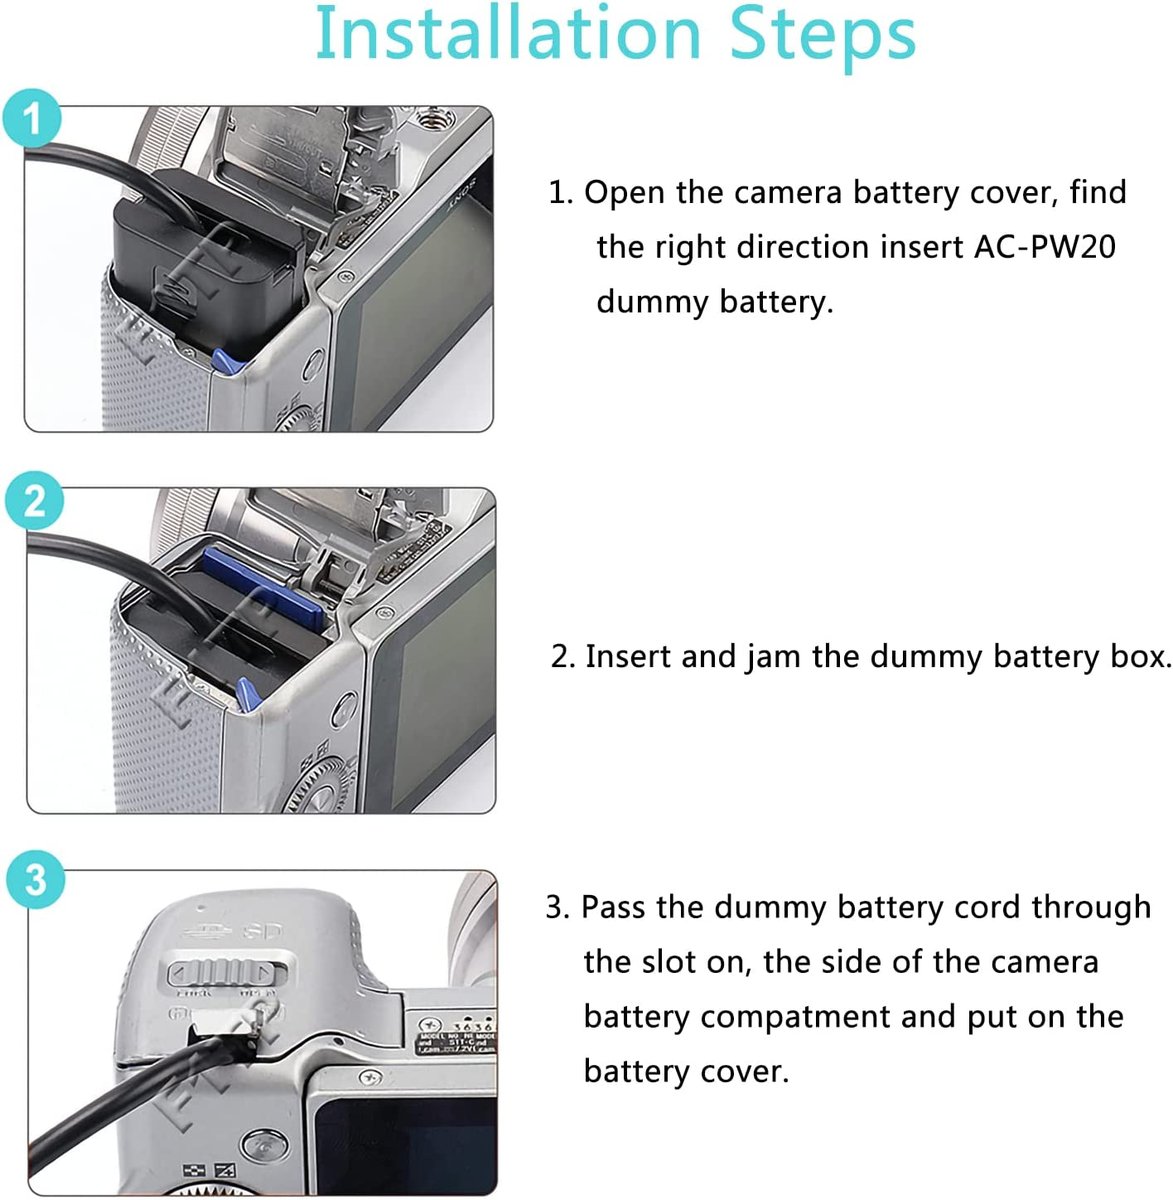 Installation Steps
1
1. Open the camera battery cover, find
the right direction insert AC-PW20
dummy battery.
SONY
2
2. Insert and jam the dummy battery box.
3
3. Pass the dummy battery cord through
the slot on, the side of the camera
battery compatment and put on the
battery cover.
SD